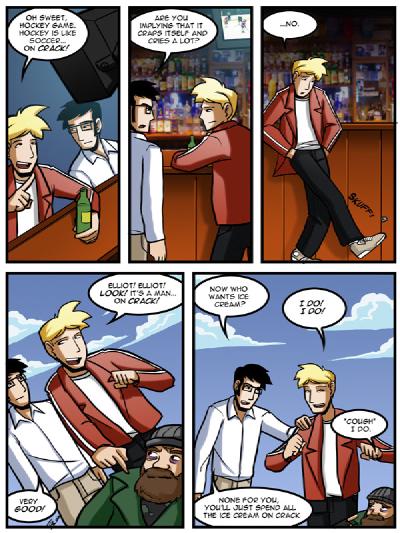 OH SWEET,
HOCKEY GAME.
HOCKEY IS LIKE
SOCCER...
ON CRACK!
ARE YOU
IMPLYING THAT IT
CRAPS ITSELF AND
CRIES A LOT?
...NO.
SKUFF!
ELLIOT! ELLIOT!
LOOK! IT'S A MAN...
ON CRACK!
VERY
GOOD!
NOW WHO
WANTS ICE
CREAM?
I DO!
I DO!
*COUGH*
I DO.
NONE FOR YOU,
YOU'LL JUST SPEND ALL
THE ICE CREAM ON CRACK